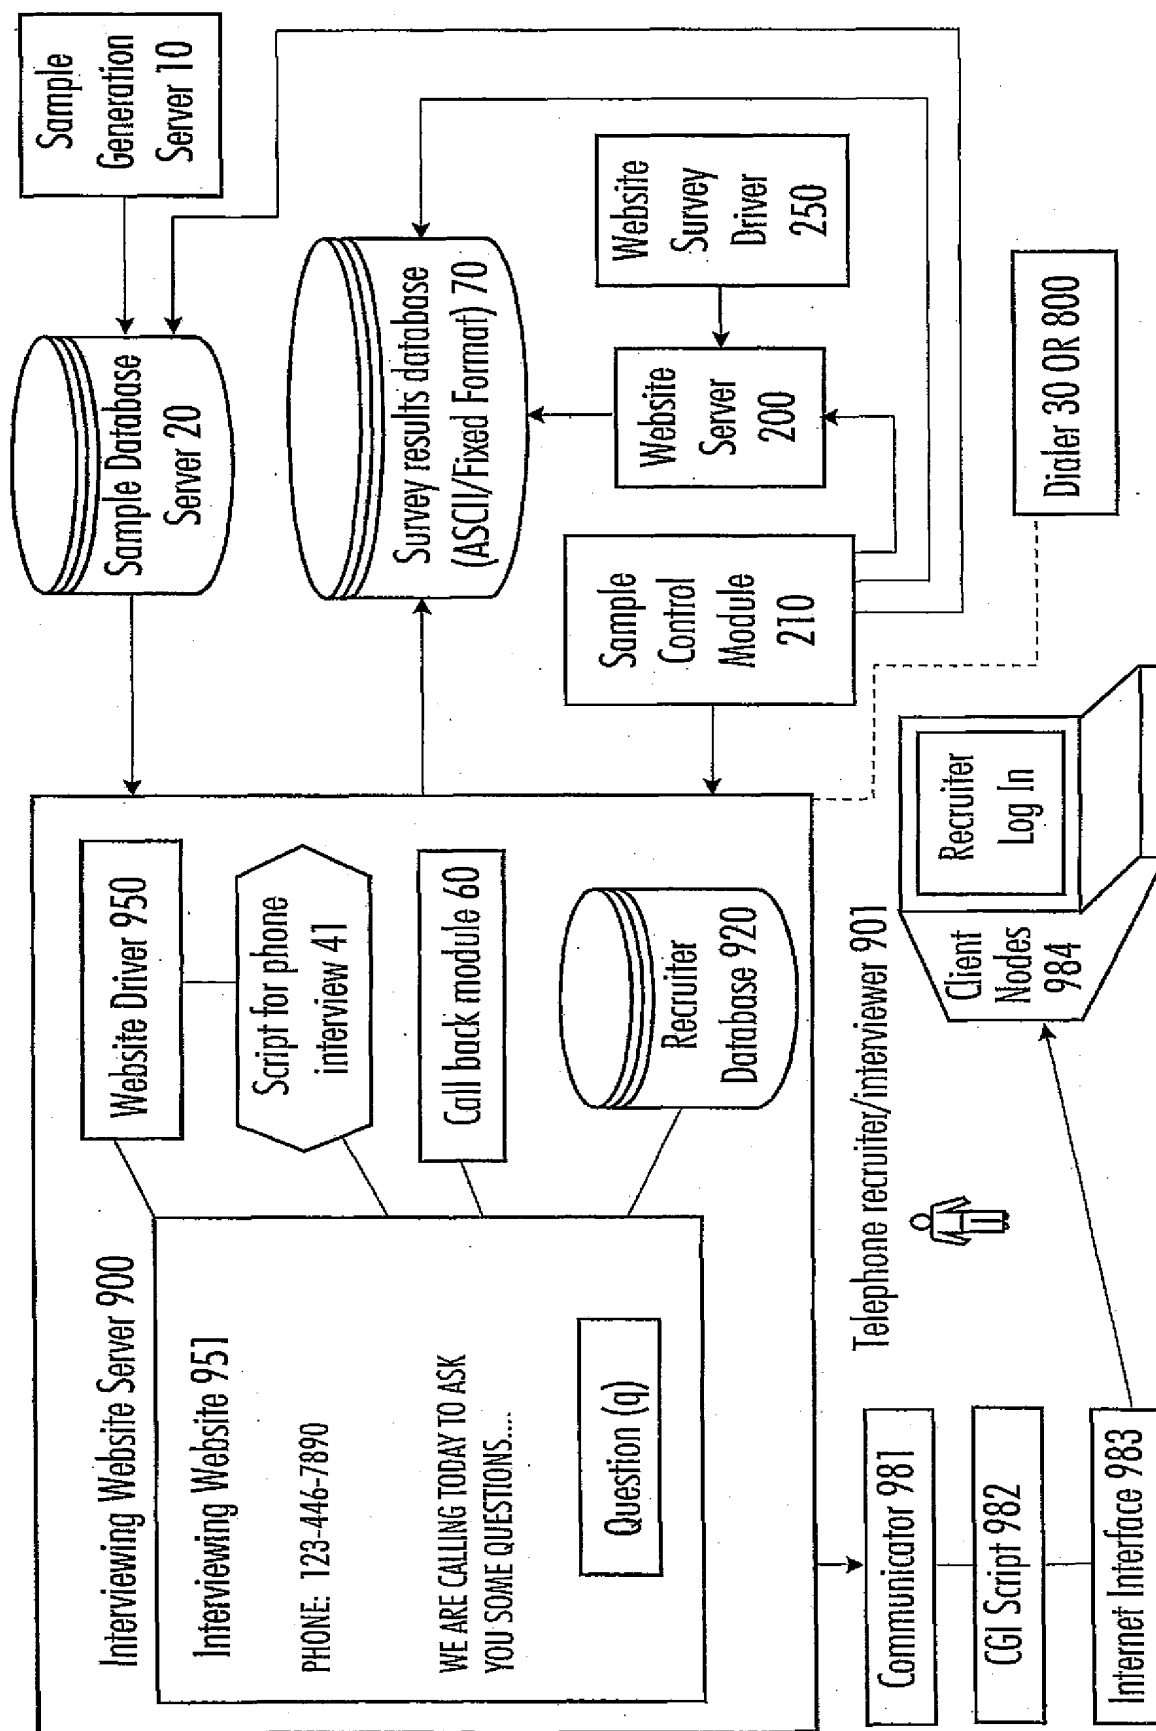 Interviewing Website Server 900
Interviewing Website 951
PHONE: 123-446-7890
WE ARE CALLING TODAY TO ASK
YOU SOME QUESTIONS....
Question (q)
Website Driver 950
Script for phone
interview 41
Call back module 60
Recruiter
Database 920
Sample Database
Server 20
Sample
Generation
Server 10
Survey results database
(ASCII/Fixed Format) 70
Sample
Control
Module
210
Website
Server
200
Website
Survey
Driver
250
Dialer 30 OR 800
Communicator 981
CGI Script 982
Internet Interface 983
Telephone recruiter/interviewer 901
Client
Nodes
984
Recruiter
Log In